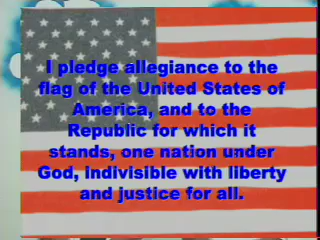 I pledge allegiance to the
flag of the United States of
America, and to the
Republic for which it
stands, one nation under
God, indivisible with liberty
and justice for all.